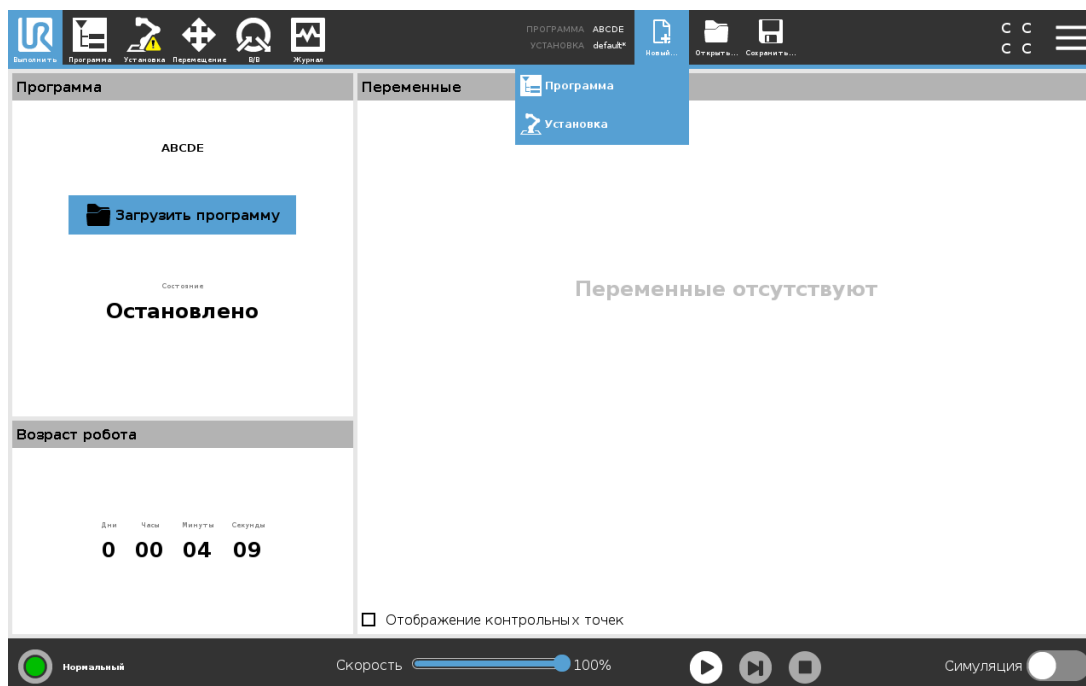 ПРОГРАММА ABCDE
УСТАНОВКА default*
C C
C C
Выполнить Программа Установка Перемещение В/В Журнал Новый... Открыть... Сохранить...
Программа
Установка
Программа
ABCDE
Загрузить программу
Состояние
Остановлено
Переменные
Переменные отсутствуют
Возраст робота
Дни Часы Минуты Секунды
0 00 04 09
Отображение контрольных точек
Нормальный
Скорость 100%
Симуляция